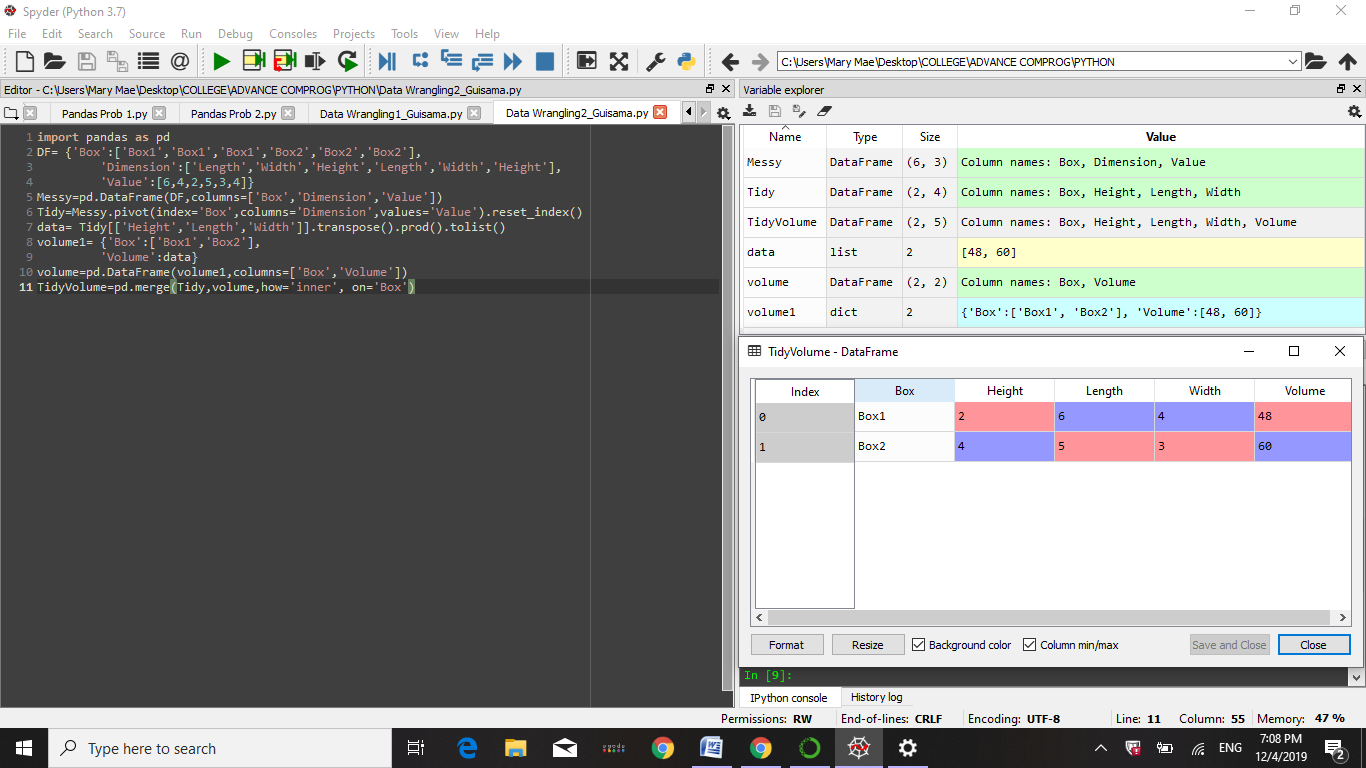 Spyder (Python 3.7)
File Edit Search Source Run Debug Consoles Projects Tools View Help
C:\Users\Mary Mae\Desktop\COLLEGE\ADVANCE COMPROG\PYTHON
Editor - C:\Users\Mary Mae\Desktop\COLLEGE\ADVANCE COMPROG\PYTHON\Data Wrangling2_Guisama.py
Pandas Prob 1.py Pandas Prob 2.py Data Wrangling1_Guisama.py Data Wrangling2_Guisama.py
1 import pandas as pd
2 DF= {'Box':['Box1','Box1','Box1','Box2','Box2','Box2'],
3 'Dimension':['Length','Width','Height','Length','Width','Height'],
4 'Value':[6,4,2,5,3,4]}
5 Messy=pd.DataFrame(DF,columns=['Box','Dimension','Value'])
6 Tidy=Messy.pivot(index='Box',columns='Dimension',values='Value').reset_index()
7 data= Tidy[['Height','Length','Width']].transpose().prod().tolist()
8 volume1= {'Box':['Box1','Box2'],
9 'Volume':data}
10 volume=pd.DataFrame(volume1,columns=['Box','Volume'])
11 TidyVolume=pd.merge(Tidy,volume,how='inner', on='Box')
Variable explorer
Name Type Size Value
Messy DataFrame (6, 3) Column names: Box, Dimension, Value
Tidy DataFrame (2, 4) Column names: Box, Height, Length, Width
TidyVolume DataFrame (2, 5) Column names: Box, Height, Length, Width, Volume
data list 2 [48, 60]
volume DataFrame (2, 2) Column names: Box, Volume
volume1 dict 2 {'Box':['Box1', 'Box2'], 'Volume':[48, 60]}
TidyVolume - DataFrame
Index Box Height Length Width Volume
0 Box1 2 6 4 48
1 Box2 4 5 3 60
Format Resize Background color Column min/max Save and Close Close
In [9]:
IPython console History log
Permissions: RW End-of-lines: CRLF Encoding: UTF-8 Line: 11 Column: 55 Memory: 47 %
Type here to search
ENG
7:08 PM
12/4/2019
2